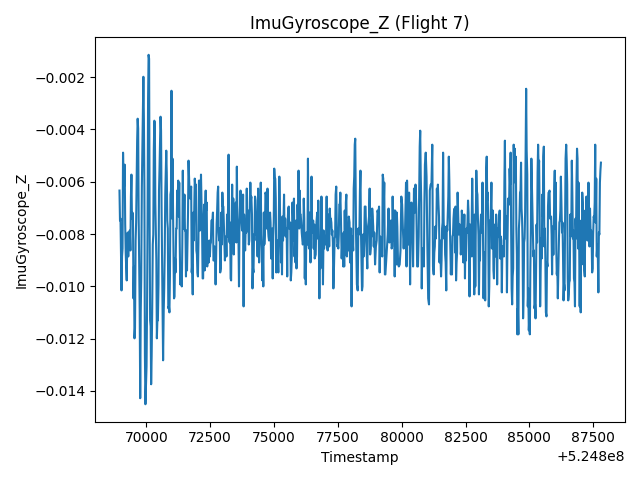 ImuGyroscope_Z (Flight 7)
ImuGyroscope_Z
−0.002
−0.004
−0.006
−0.008
−0.010
−0.012
−0.014
70000 72500 75000 77500 80000 82500 85000 87500
Timestamp
+5.248e8